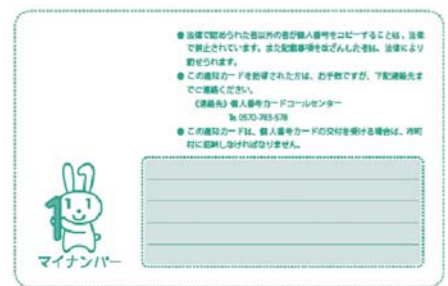 ● 法律で認められた者以外の者が個人番号をコピーすることは、法律
で禁止されています。また記載事項を改ざんした者は、法律により
罰せられます。
● この通知カードを拾得された方は、お手数ですが、下記連絡先ま
でご連絡ください。
《連絡先》個人番号カードコールセンター
℡ 0570-783-578
● この通知カードは、個人番号カードの交付を受ける場合は、市町
村に返納しなければなりません。
1
マイナンバー